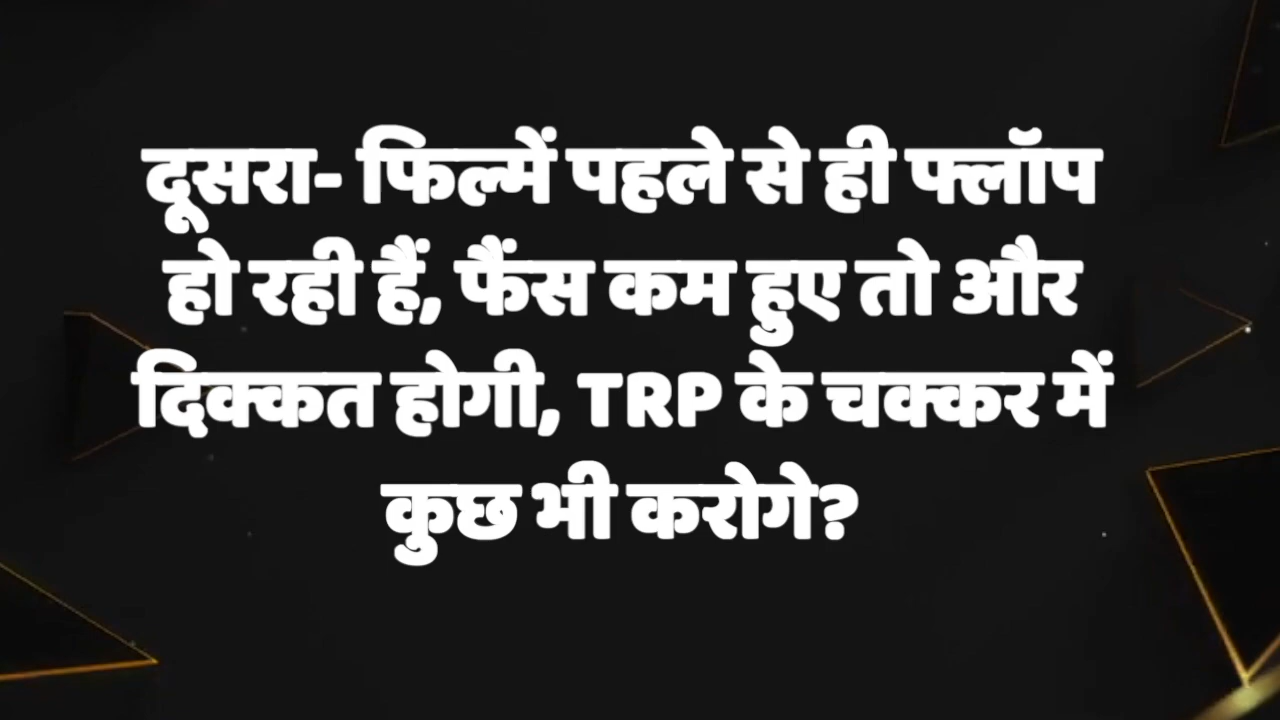 दूसरा- फिल्में पहले से ही फ्लॉप
हो रही हैं, फैंस कम हुए तो और
दिक्कत होगी, TRP के चक्कर में
कुछ भी करोगे?